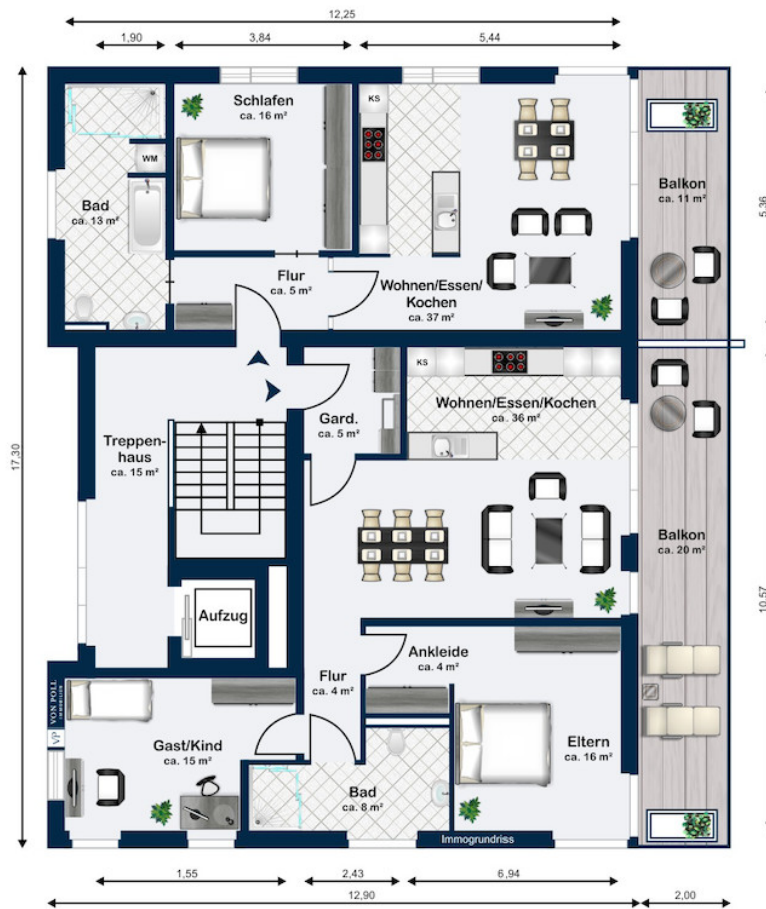 12,25
1,90
3,84
5,44
Schlafen
ca. 16 m²
KS
WM
Bad
ca. 13 m²
Balkon
ca. 11 m²
5,36
Flur
ca. 5 m²
Wohnen/Essen/
Kochen
ca. 37 m²
17,30
KS
Wohnen/Essen/Kochen
ca. 36 m²
Gard.
ca. 5 m²
Treppen-
haus
ca. 15 m²
Balkon
ca. 20 m²
10,57
Aufzug
Ankleide
ca. 4 m²
Flur
ca. 4 m²
VP VON POLL
IMMOBILIEN
Gast/Kind
ca. 15 m²
Eltern
ca. 16 m²
Bad
ca. 8 m²
Immogrundriss
1,55
2,43
6,94
12,90
2,00